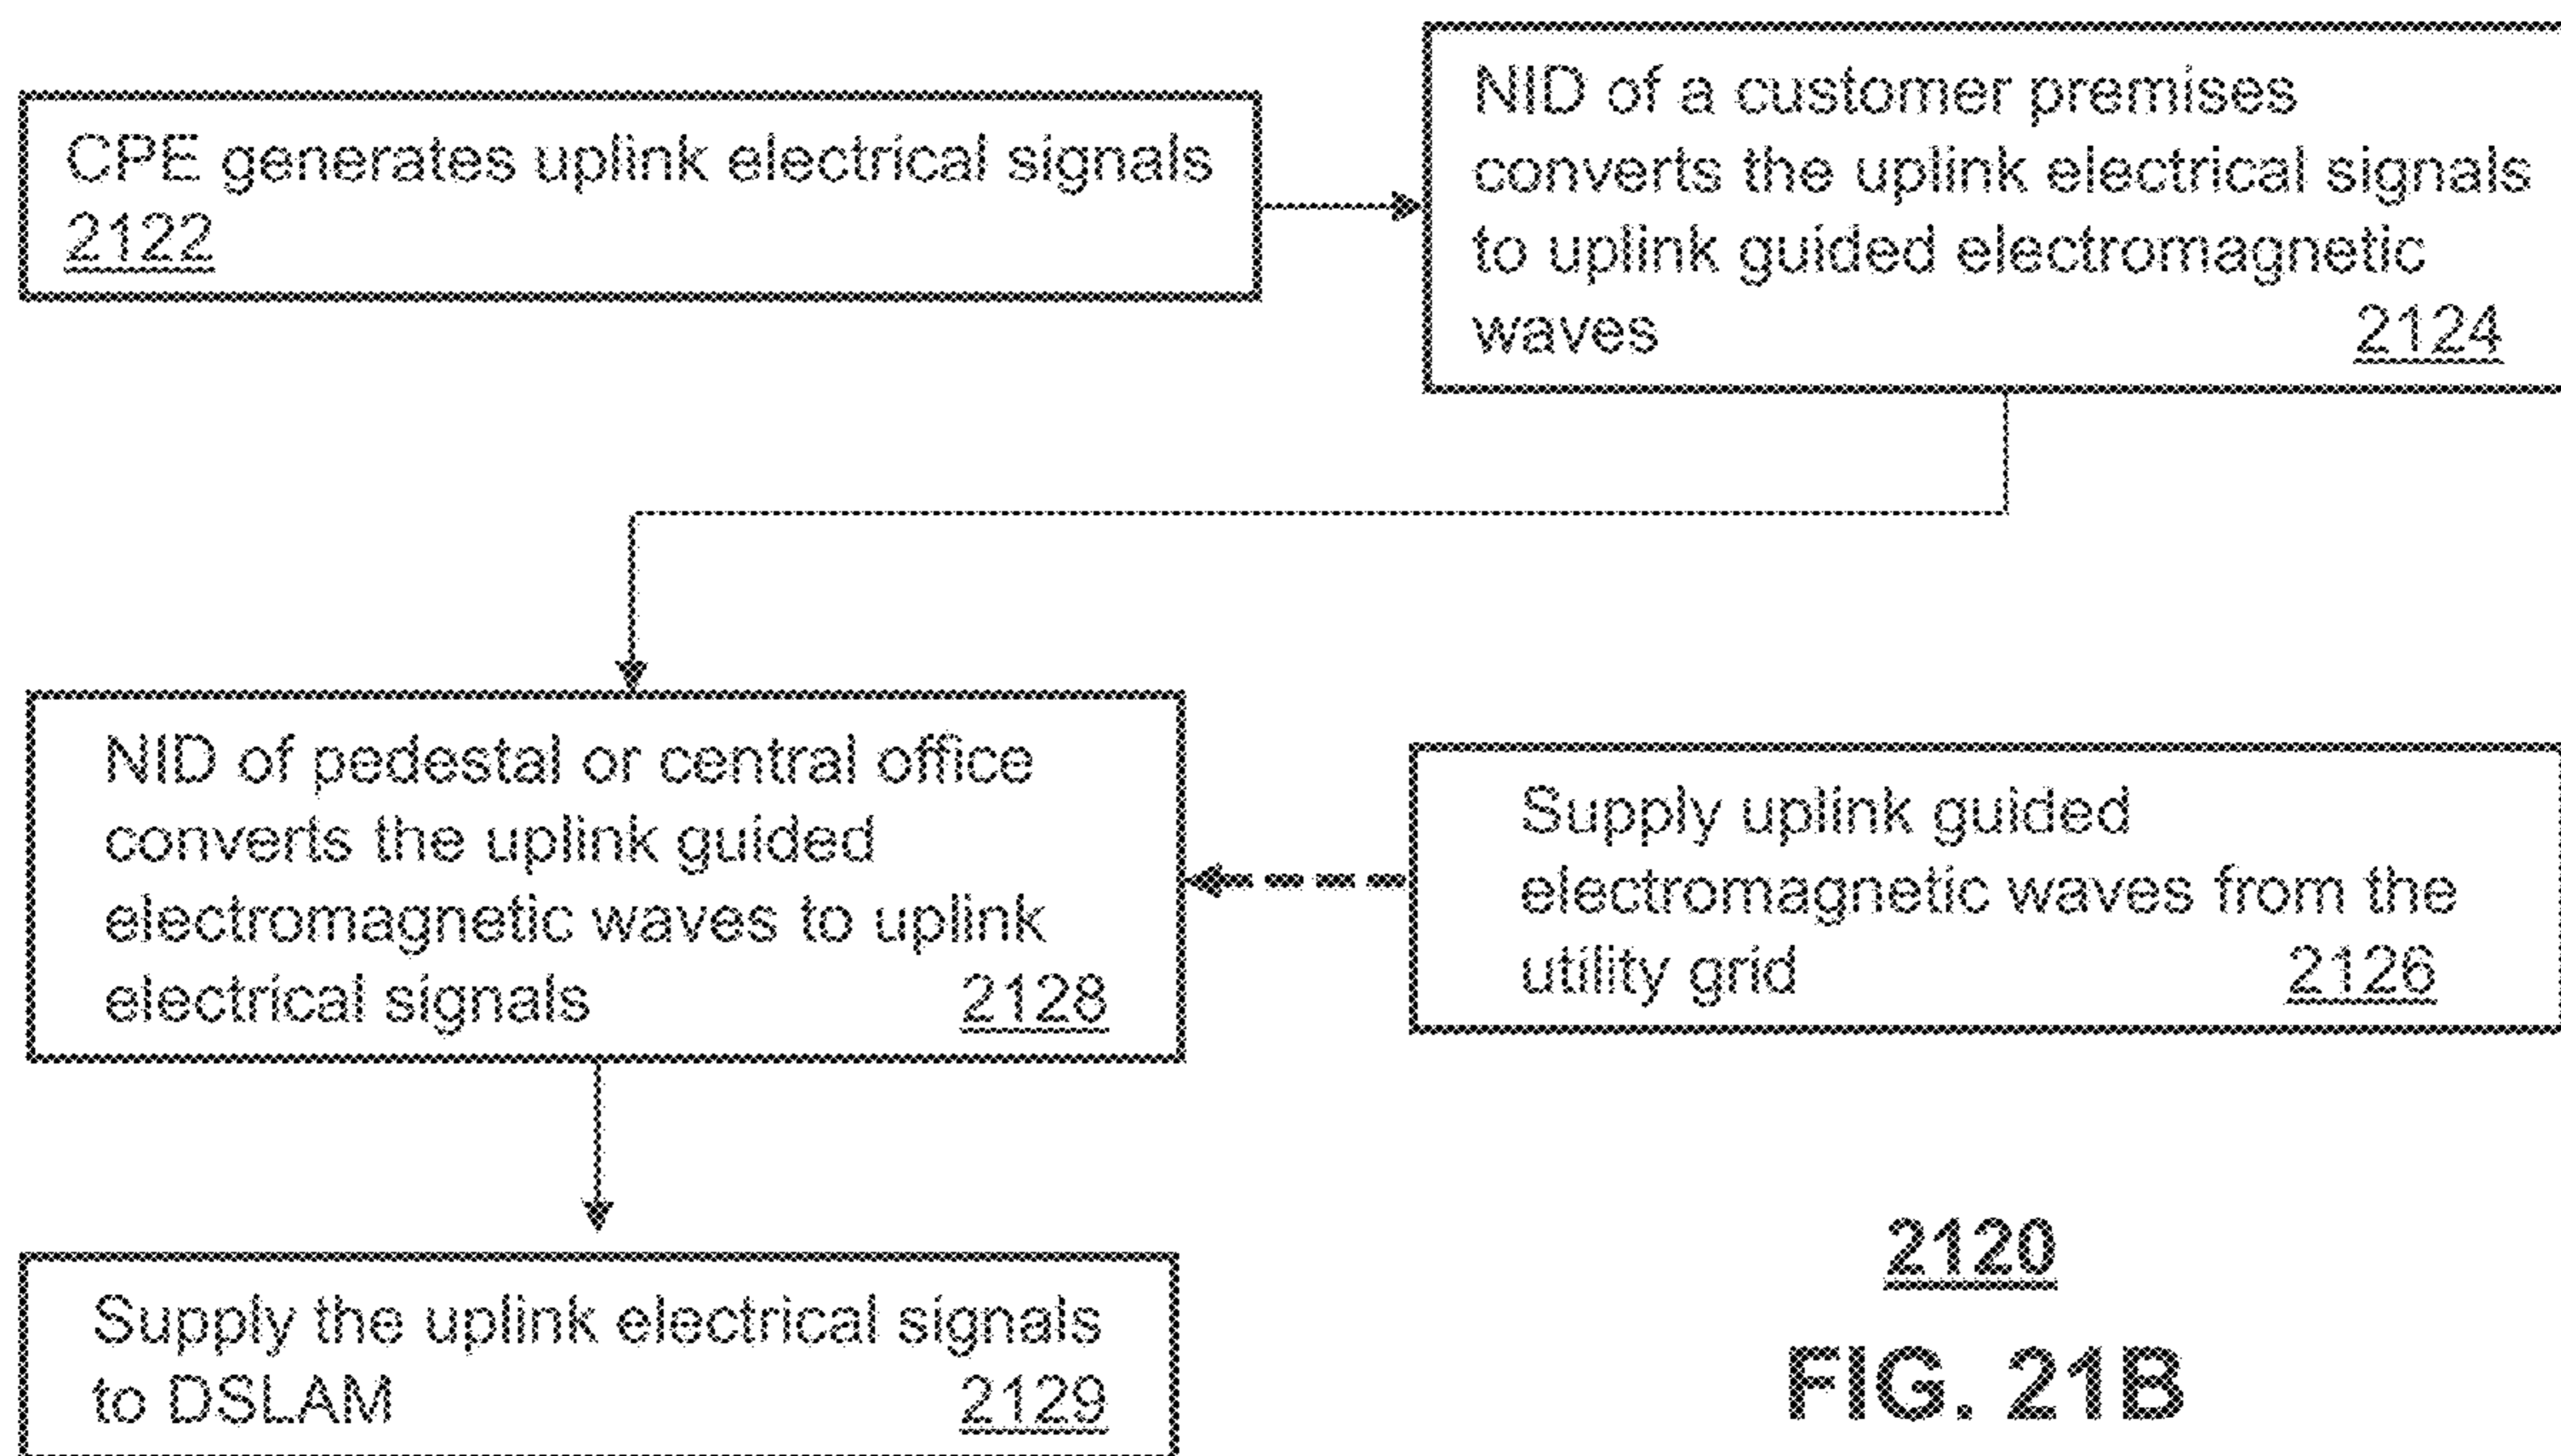 CPE generates uplink electrical signals
2122
NID of a customer premises
converts the uplink electrical signals
to uplink guided electromagnetic
waves 2124
NID of pedestal or central office
converts the uplink guided
electromagnetic waves to uplink
electrical signals 2128
Supply uplink guided
electromagnetic waves from the
utility grid 2126
Supply the uplink electrical signals
to DSLAM 2129
2120
FIG. 21B